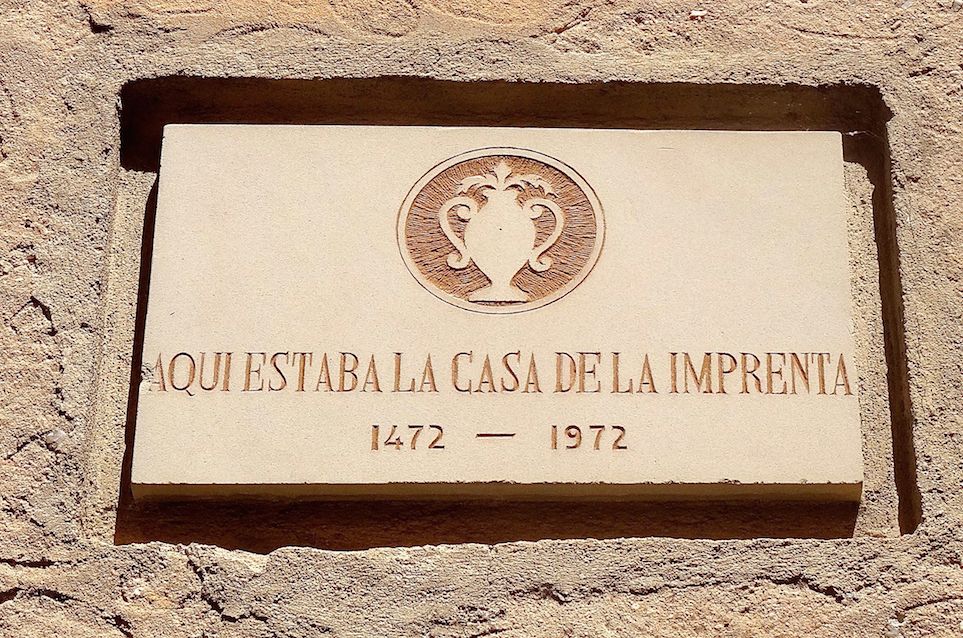 AQUI ESTABA LA CASA DE LA IMPRENTA
1472 — 1972